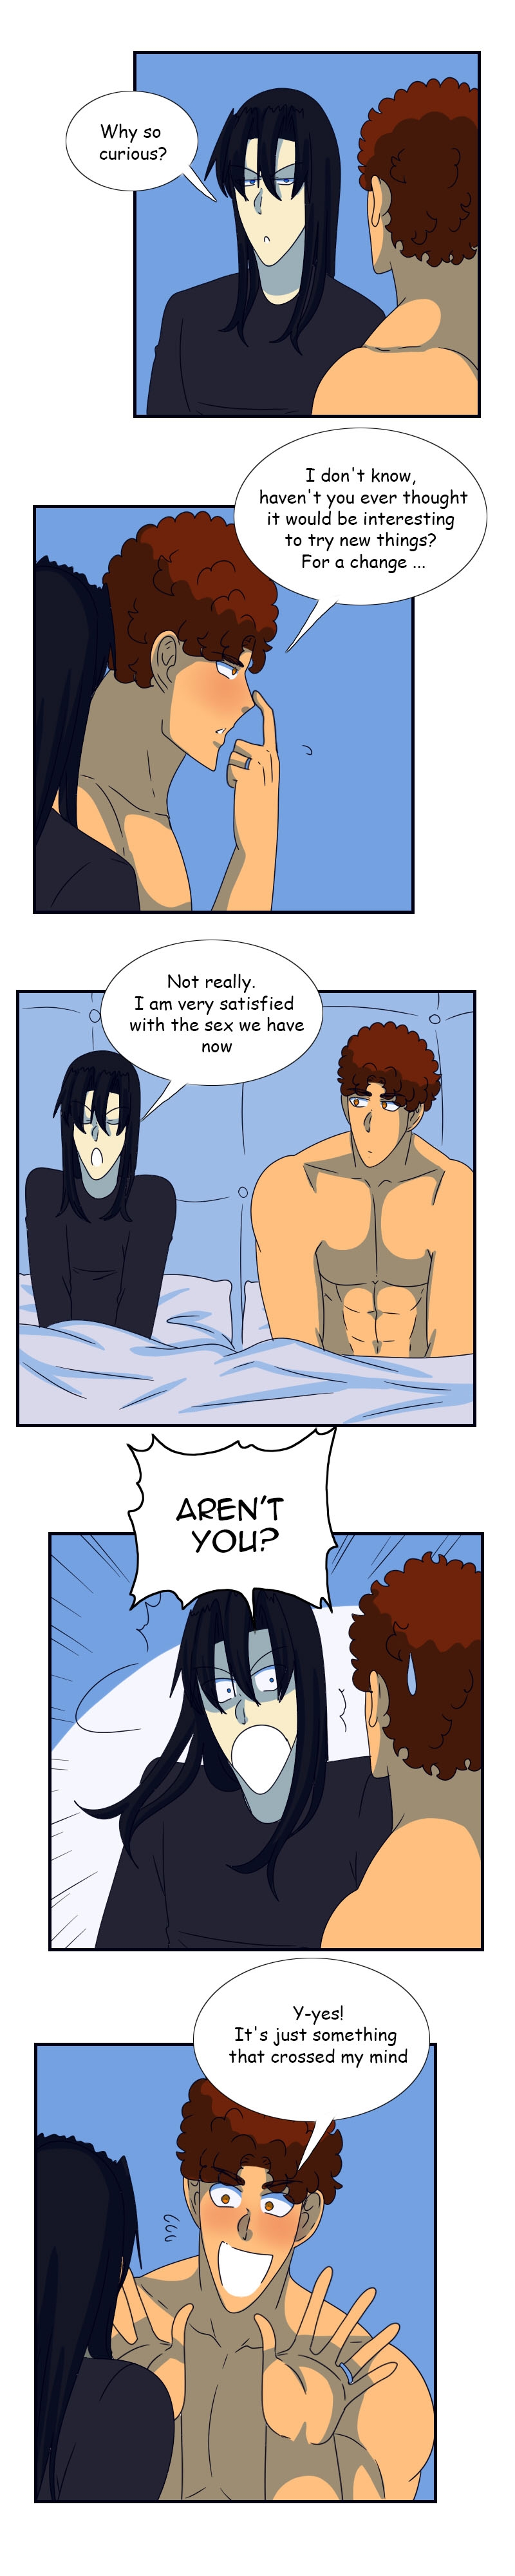 Why so
curious?
I don't know,
haven't you ever thought
it would be interesting
to try new things?
For a change ...
Not really.
I am very satisfied
with the sex we have
now
AREN'T
YOU?
Y-yes!
It's just something
that crossed my mind